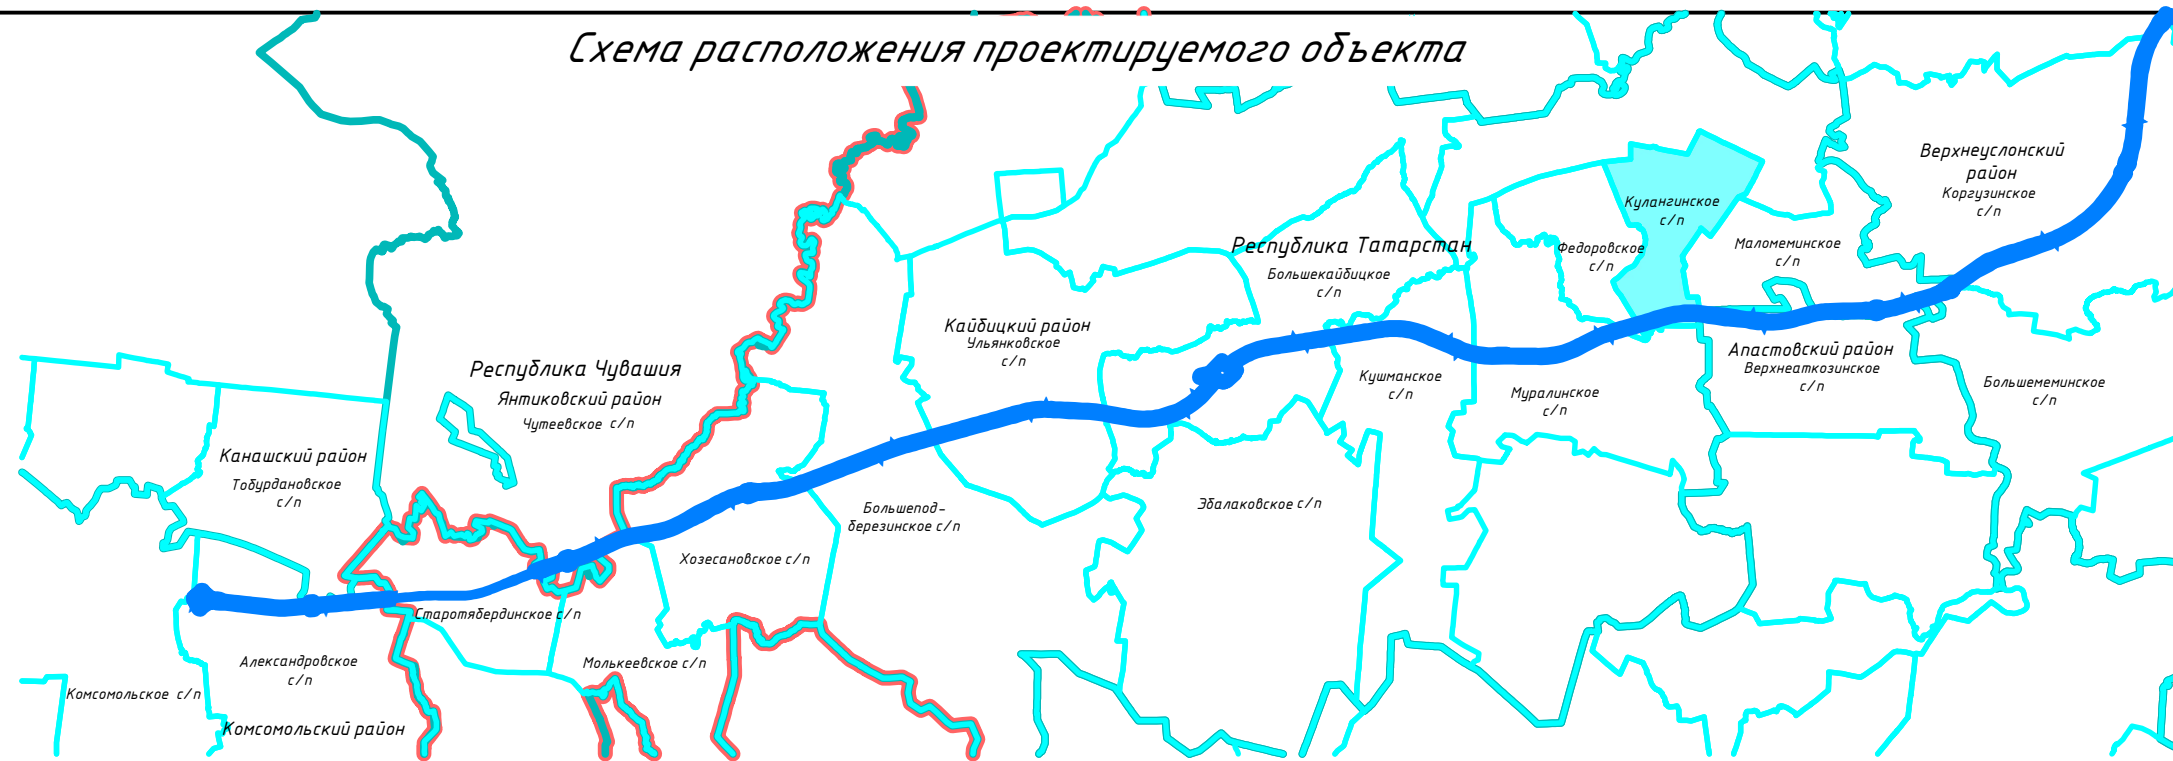 Схема расположения проектируемого объекта
Верхнеуслонский
район
Коргузинское
с/п
Кулангинское
с/п
Республика Татарстан
Большекайбицкое
с/п
Федоровское
с/п
Маломеминское
с/п
Кайбицкий район
Ульянковское
с/п
Апастовский район
Верхнеаткозинское
с/п
Республика Чувашия
Янтиковский район
Чутеевское с/п
Кушманское
с/п
Муралинское
с/п
Большемеминское
с/п
Канашский район
Тобурдановское
с/п
Эбалаковское с/п
Большепод-
березинское с/п
Хозесановское с/п
Старотябердинское с/п
Александровское
с/п
Молькеевское с/п
Комсомольское с/п
Комсомольский район